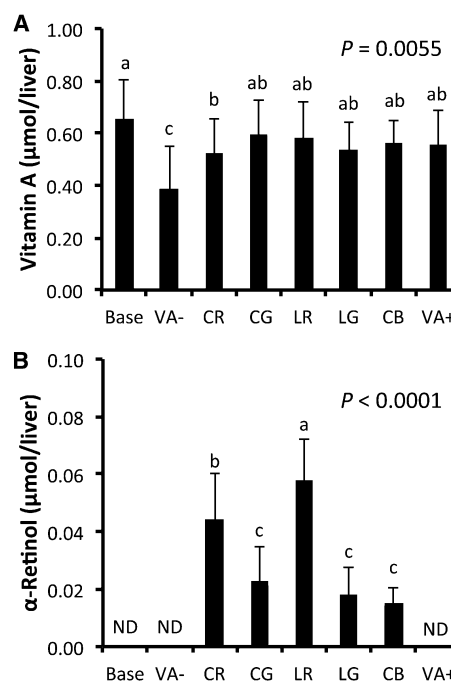 A
Vitamin A (μmol/liver)
1.00
0.80
0.60
0.40
0.20
0.00
P = 0.0055
a
c
b
ab
ab
ab
ab
ab
Base VA- CR CG LR LG CB VA+
B
α-Retinol (μmol/liver)
0.10
0.08
0.06
0.04
0.02
0.00
P < 0.0001
ND
ND
b
c
a
c
c
ND
Base VA- CR CG LR LG CB VA+